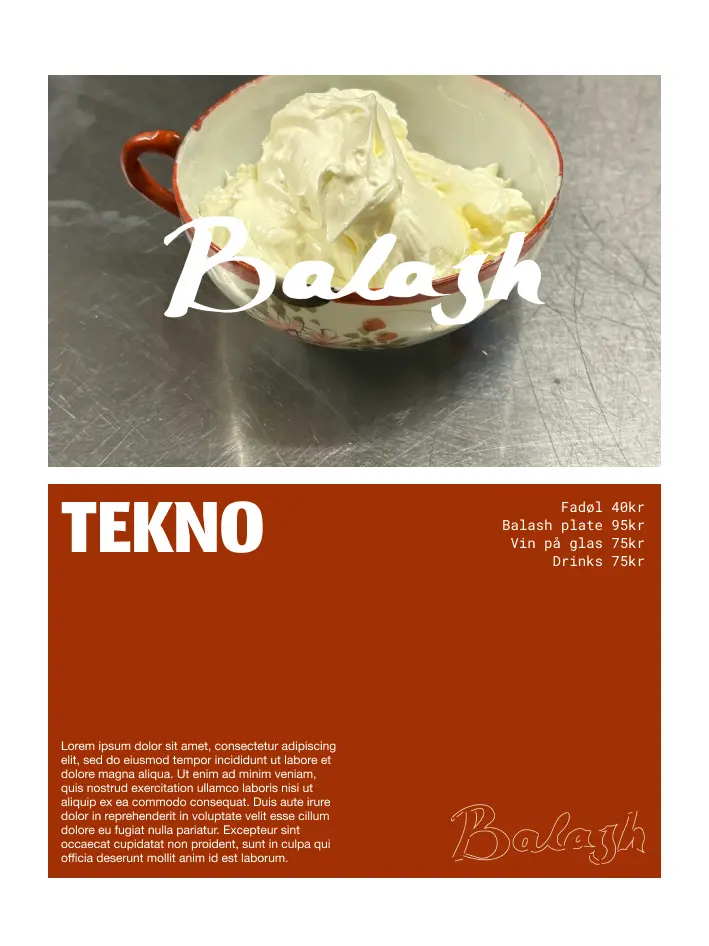 Balash
TEKNO
Fadøl 40kr
Balash plate 95kr
Vin på glas 75kr
Drinks 75kr
Lorem ipsum dolor sit amet, consectetur adipiscing
elit, sed do eiusmod tempor incididunt ut labore et
dolore magna aliqua. Ut enim ad minim veniam,
quis nostrud exercitation ullamco laboris nisi ut
aliquip ex ea commodo consequat. Duis aute irure
dolor in reprehenderit in voluptate velit esse cillum
dolore eu fugiat nulla pariatur. Excepteur sint
occaecat cupidatat non proident, sunt in culpa qui
officia deserunt mollit anim id est laborum.
Balash